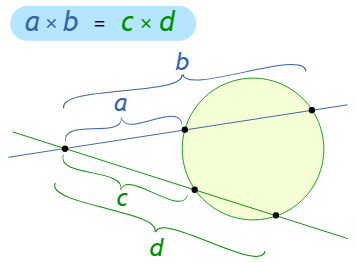 a × b = c × d
b
a
c
d